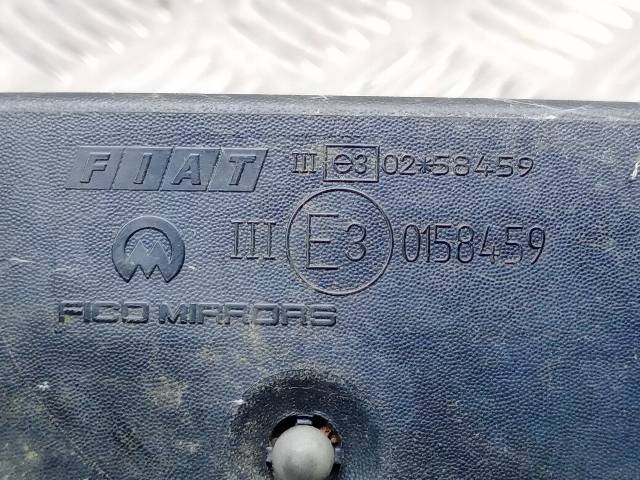 FIAT III e3 02*58459
III E3 0158459
FICO MIRRORS